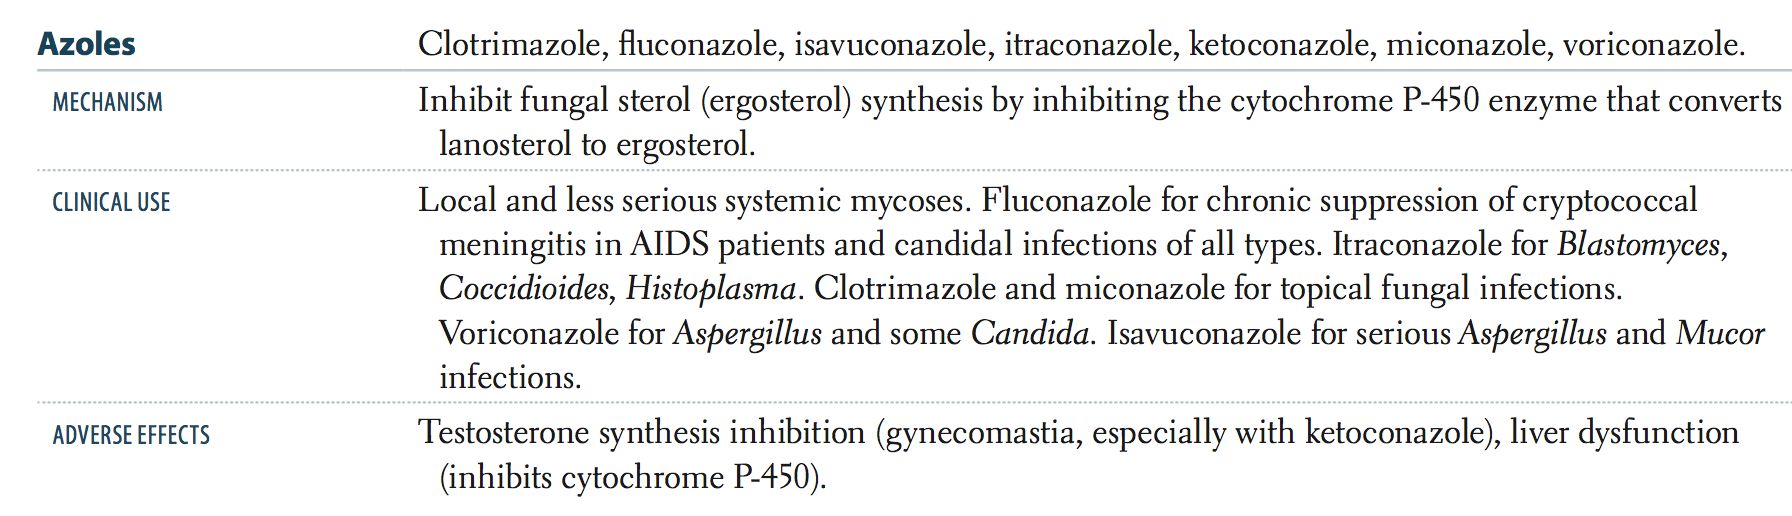 Azoles Clotrimazole, fluconazole, isavuconazole, itraconazole, ketoconazole, miconazole, voriconazole.
MECHANISM Inhibit fungal sterol (ergosterol) synthesis by inhibiting the cytochrome P-450 enzyme that converts
lanosterol to ergosterol.
CLINICAL USE Local and less serious systemic mycoses. Fluconazole for chronic suppression of cryptococcal
meningitis in AIDS patients and candidal infections of all types. Itraconazole for Blastomyces,
Coccidioides, Histoplasma. Clotrimazole and miconazole for topical fungal infections.
Voriconazole for Aspergillus and some Candida. Isavuconazole for serious Aspergillus and Mucor
infections.
ADVERSE EFFECTS Testosterone synthesis inhibition (gynecomastia, especially with ketoconazole), liver dysfunction
(inhibits cytochrome P-450).